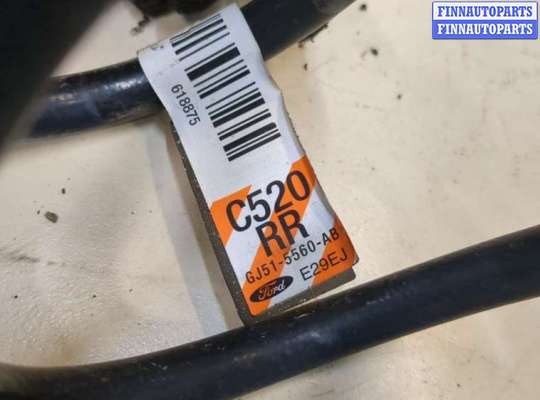 FINNAUTOPARTS
FINNAUTOPARTS
618875
C520
RR
GJ51-5560-AB
Ford E29EJ